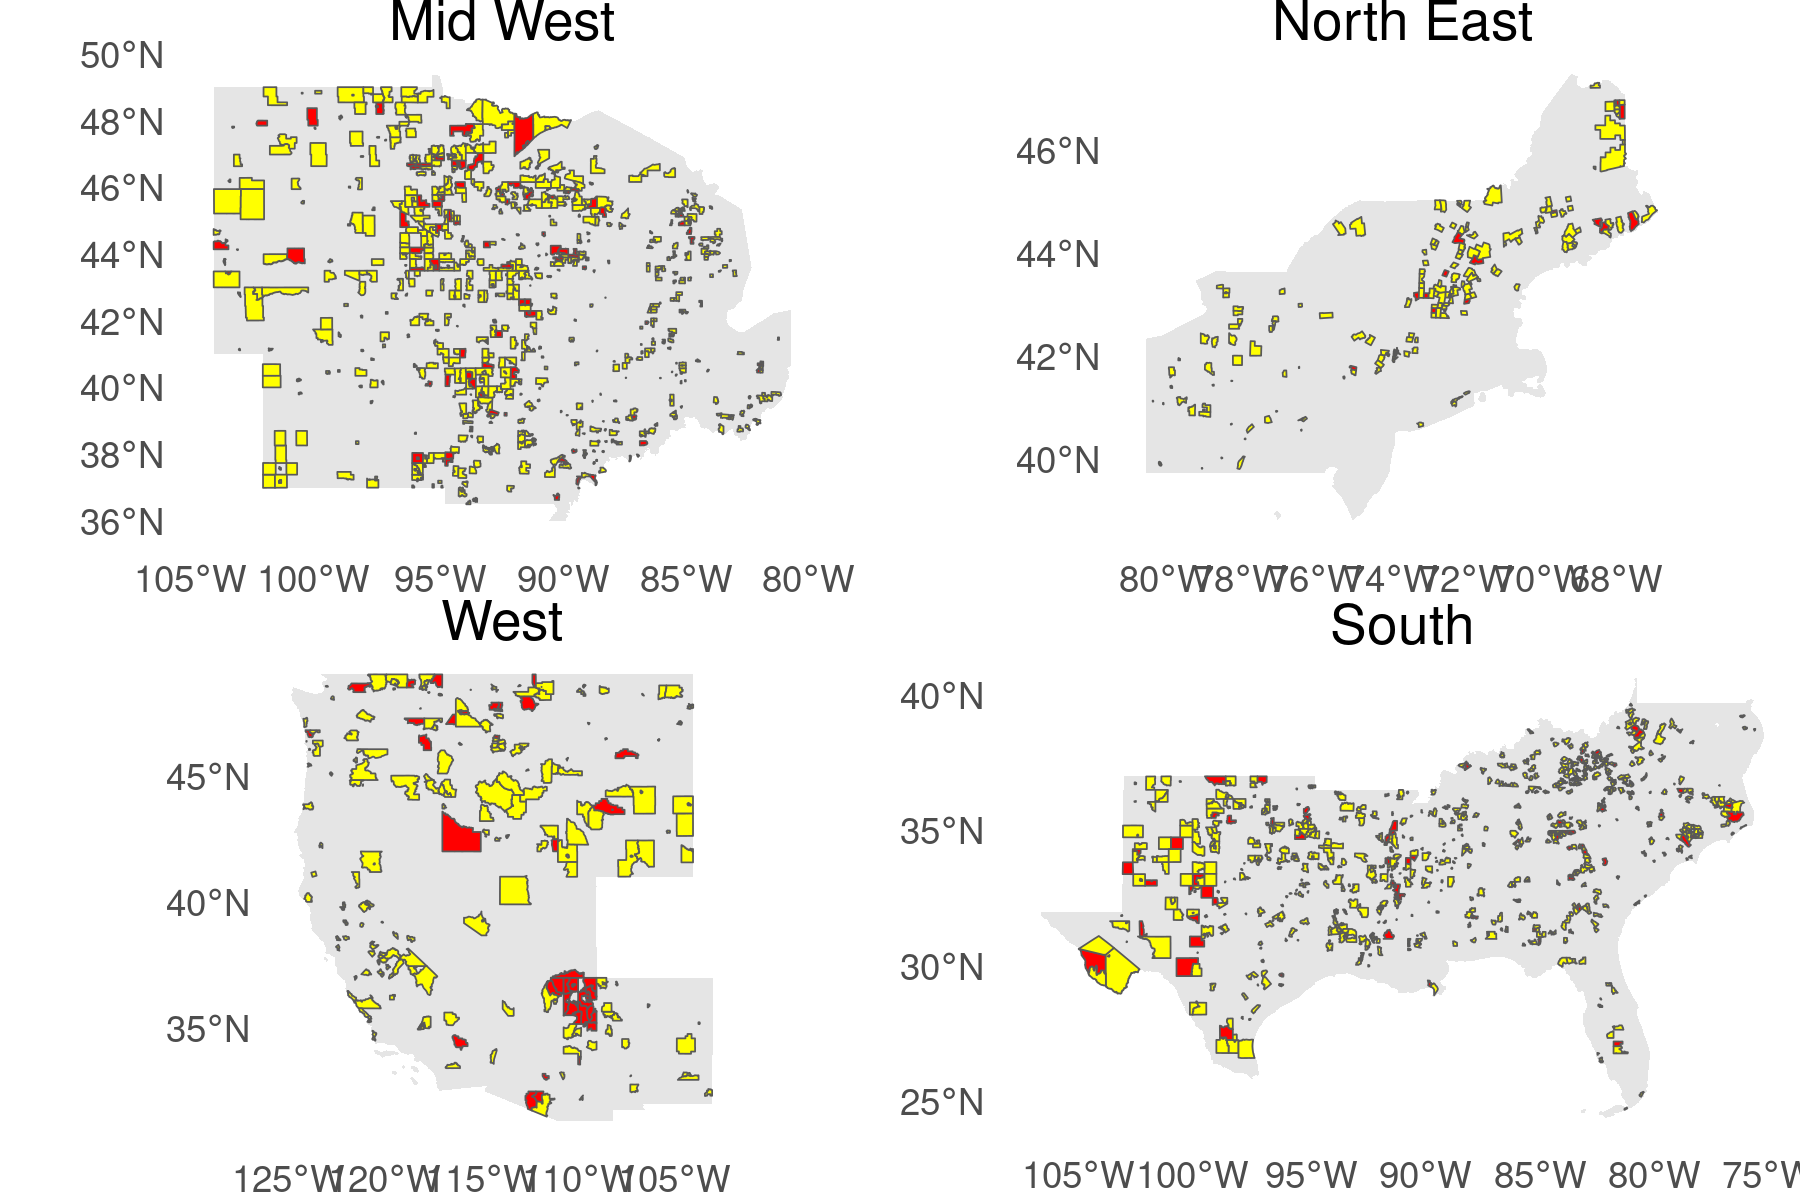 Mid West
50°N
48°N
46°N
44°N
42°N
40°N
38°N
36°N
105°W 100°W 95°W 90°W 85°W 80°W
North East
46°N
44°N
42°N
40°N
80°W 78°W 76°W 74°W 72°W 70°W 68°W
West
45°N
40°N
35°N
125°W 120°W 115°W 110°W 105°W
South
40°N
35°N
30°N
25°N
105°W 100°W 95°W 90°W 85°W 80°W 75°W